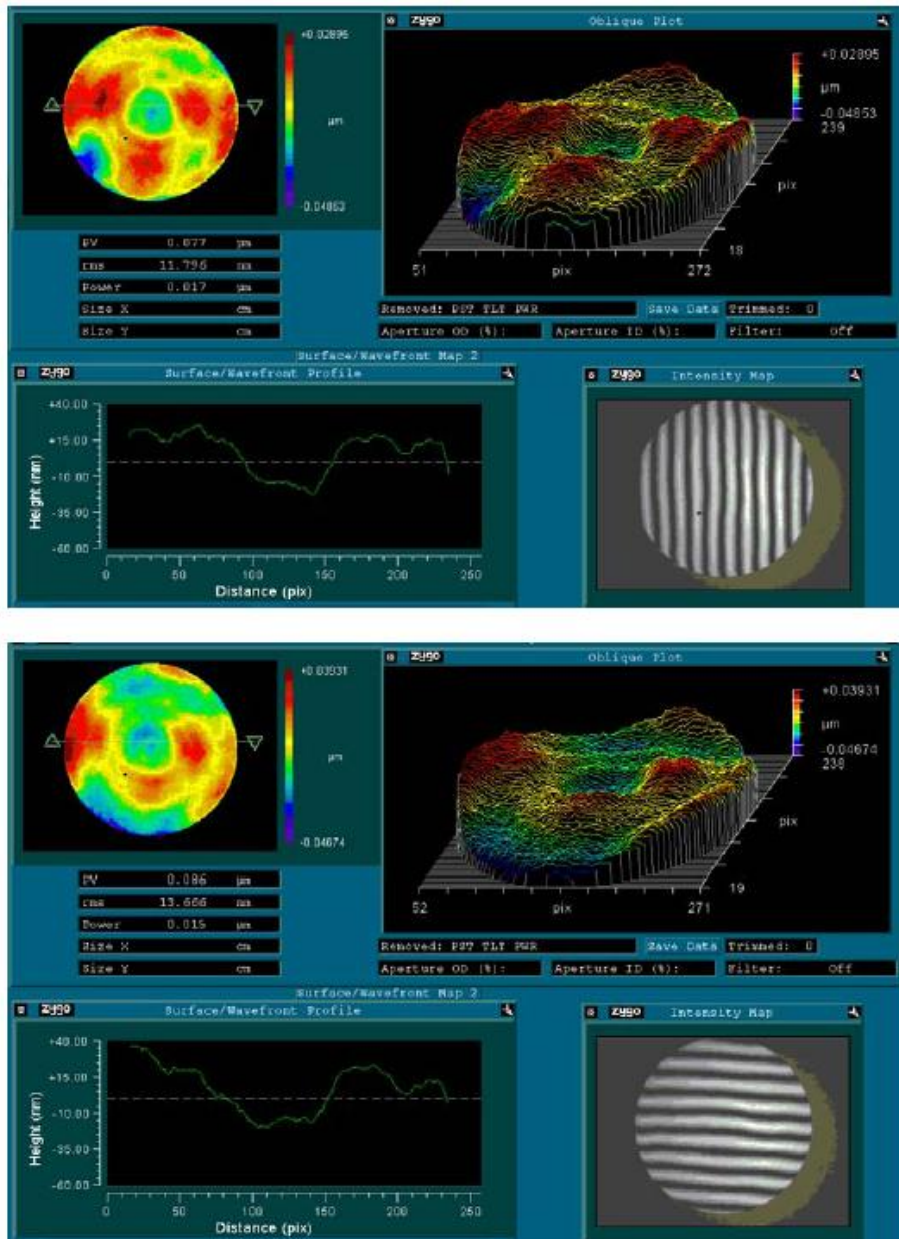 zygo Oblique Plot
+0.02895
μm
-0.04853
+0.02895
μm
-0.04853
239
pix
18
51 pix 272
PV 0.077 μm
rms 11.796 nm
Power 0.017 μm
Size X cm
Size Y cm
Removed: PST TLT PWR Save Data Trimmed: 0
Aperture OD (%): Aperture ID (%): Filter: Off
Surface/Wavefront Map 2
zygo Surface/Wavefront Profile
+40.00
+15.00
-10.00
-35.00
-60.00
Height (nm)
0 50 100 150 200 250
Distance (pix)
zygo Intensity Map
zygo Oblique Plot
+0.03931
μm
-0.04674
+0.03931
μm
-0.04674
238
pix
19
52 pix 271
PV 0.086 μm
rms 13.666 nm
Power 0.015 μm
Size X cm
Size Y cm
Removed: PST TLT PWR Save Data Trimmed: 0
Aperture OD (%): Aperture ID (%): Filter: Off
Surface/Wavefront Map 2
zygo Surface/Wavefront Profile
+40.00
+15.00
-10.00
-35.00
-60.00
Height (nm)
0 50 100 150 200 250
Distance (pix)
zygo Intensity Map